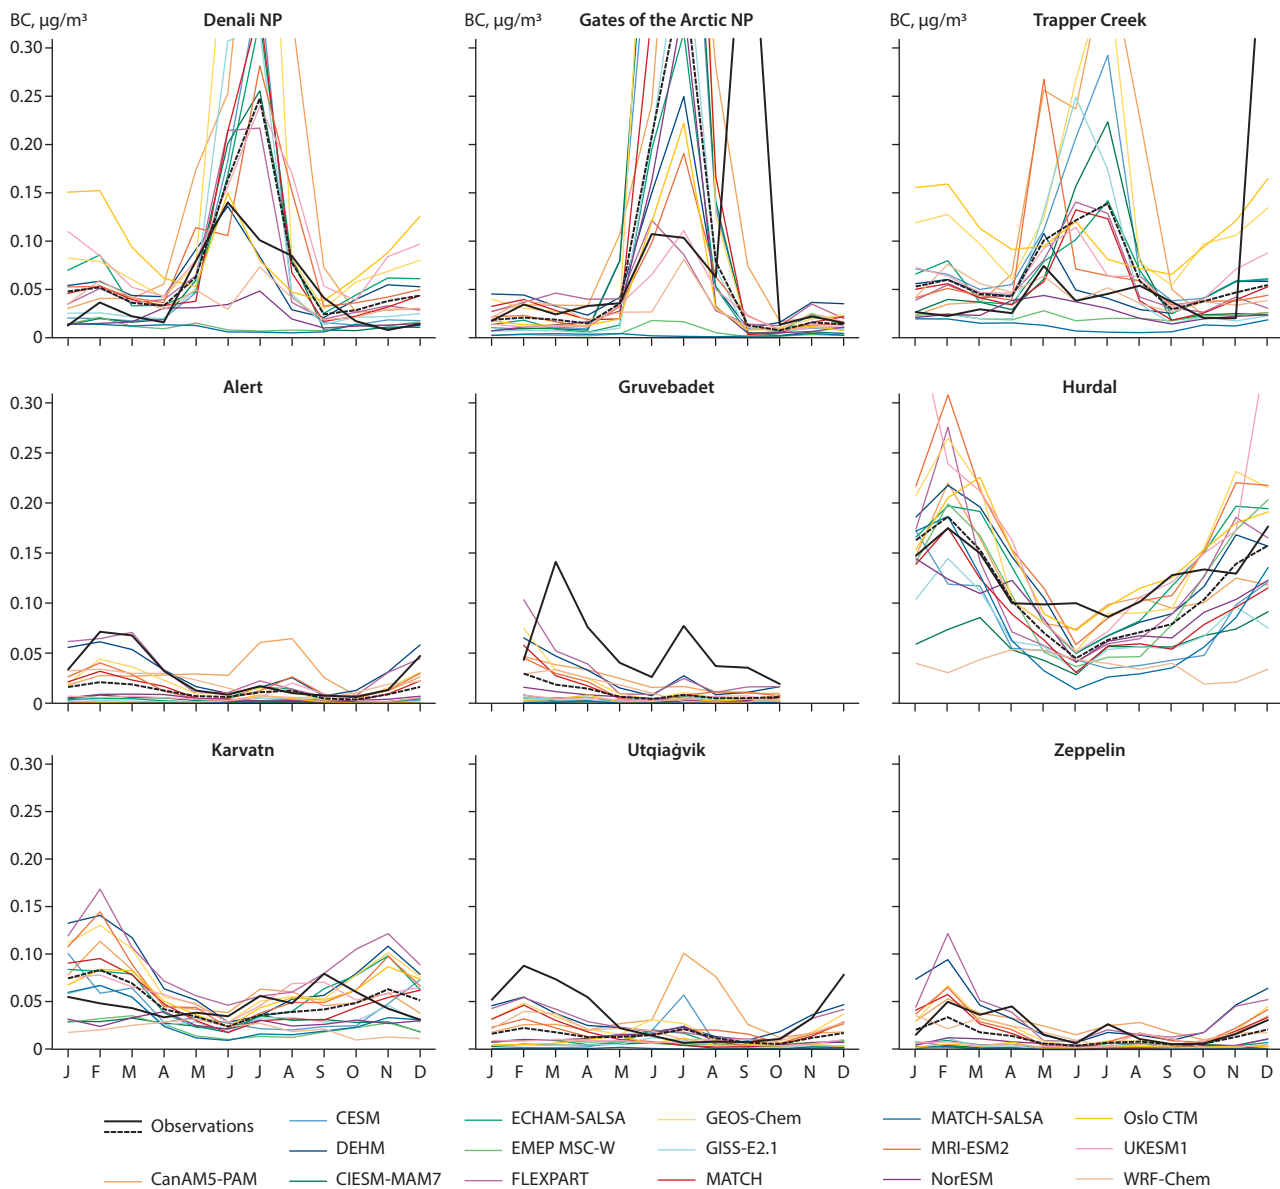 BC, µg/m³ Denali NP
BC, µg/m³ Gates of the Arctic NP
BC, µg/m³ Trapper Creek
0.30
0.25
0.20
0.15
0.10
0.05
0
Alert
Gruvebadet
Hurdal
0.30
0.25
0.20
0.15
0.10
0.05
0
Karvatn
Utqiaġvik
Zeppelin
0.30
0.25
0.20
0.15
0.10
0.05
0
J F M A M J J A S O N D
J F M A M J J A S O N D
J F M A M J J A S O N D
Observations
CanAM5-PAM
CESM
DEHM
CIESM-MAM7
ECHAM-SALSA
EMEP MSC-W
FLEXPART
GEOS-Chem
GISS-E2.1
MATCH
MATCH-SALSA
MRI-ESM2
NorESM
Oslo CTM
UKESM1
WRF-Chem